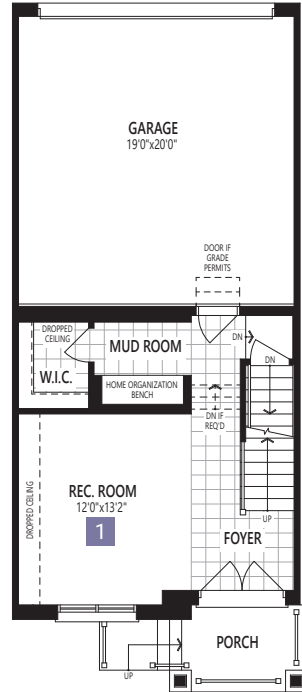 GARAGE
19'0"x20'0"
DOOR IF
GRADE
PERMITS
DROPPED
CEILING
MUD ROOM
DN
DN
W.I.C.
HOME ORGANIZATION
BENCH
DN IF
REQ'D
DROPPED CEILING
REC. ROOM
12'0"x13'2"
1
UP
FOYER
PORCH
UP